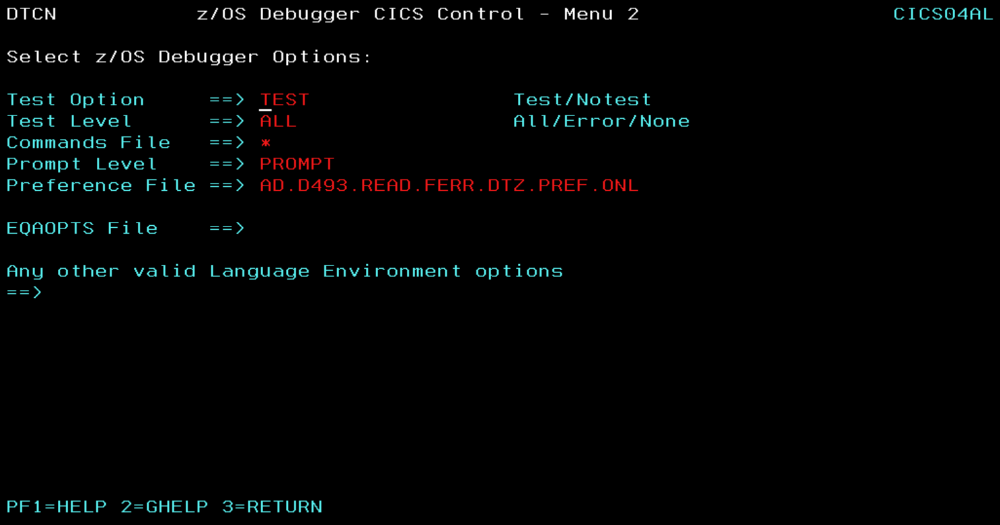 DTCN z/OS Debugger CICS Control - Menu 2 CICS04AL
Select z/OS Debugger Options:
Test Option ==> TEST Test/Notest
Test Level ==> ALL All/Error/None
Commands File ==> *
Prompt Level ==> PROMPT
Preference File ==> AD.D493.READ.FERR.DTZ.PREF.ONL
EQAOPTS File ==>
Any other valid Language Environment options
==>
PF1=HELP 2=GHELP 3=RETURN